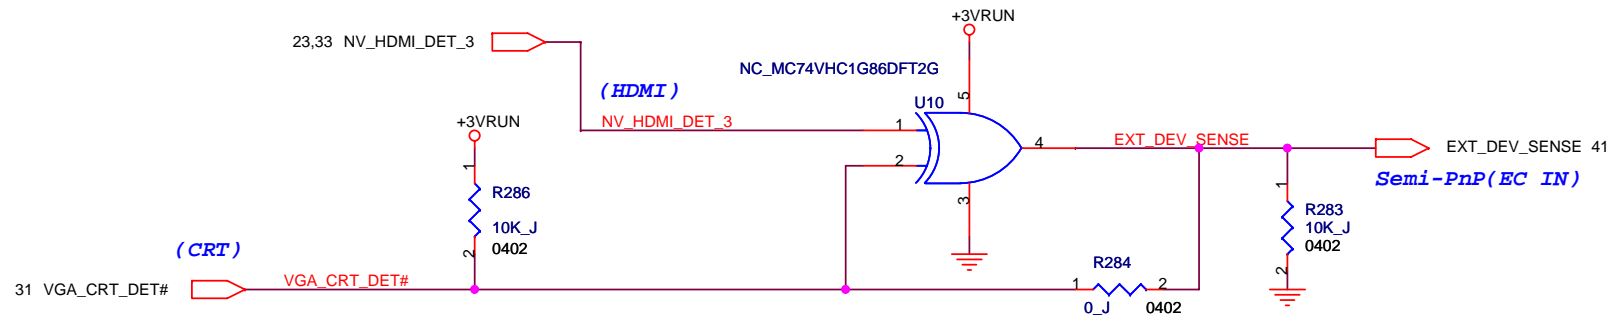 +3VRUN
23,33 NV_HDMI_DET_3
NC_MC74VHC1G86DFT2G
(HDMI)
5
U10
NV_HDMI_DET_3
1
+3VRUN
4
EXT_DEV_SENSE
EXT_DEV_SENSE 41
2
1
Semi-PnP(EC IN)
1
R286
3
R283
10K_J
10K_J
0402
2
0402
(CRT)
R284
2
31 VGA_CRT_DET#
VGA_CRT_DET#
1
2
0_J
0402